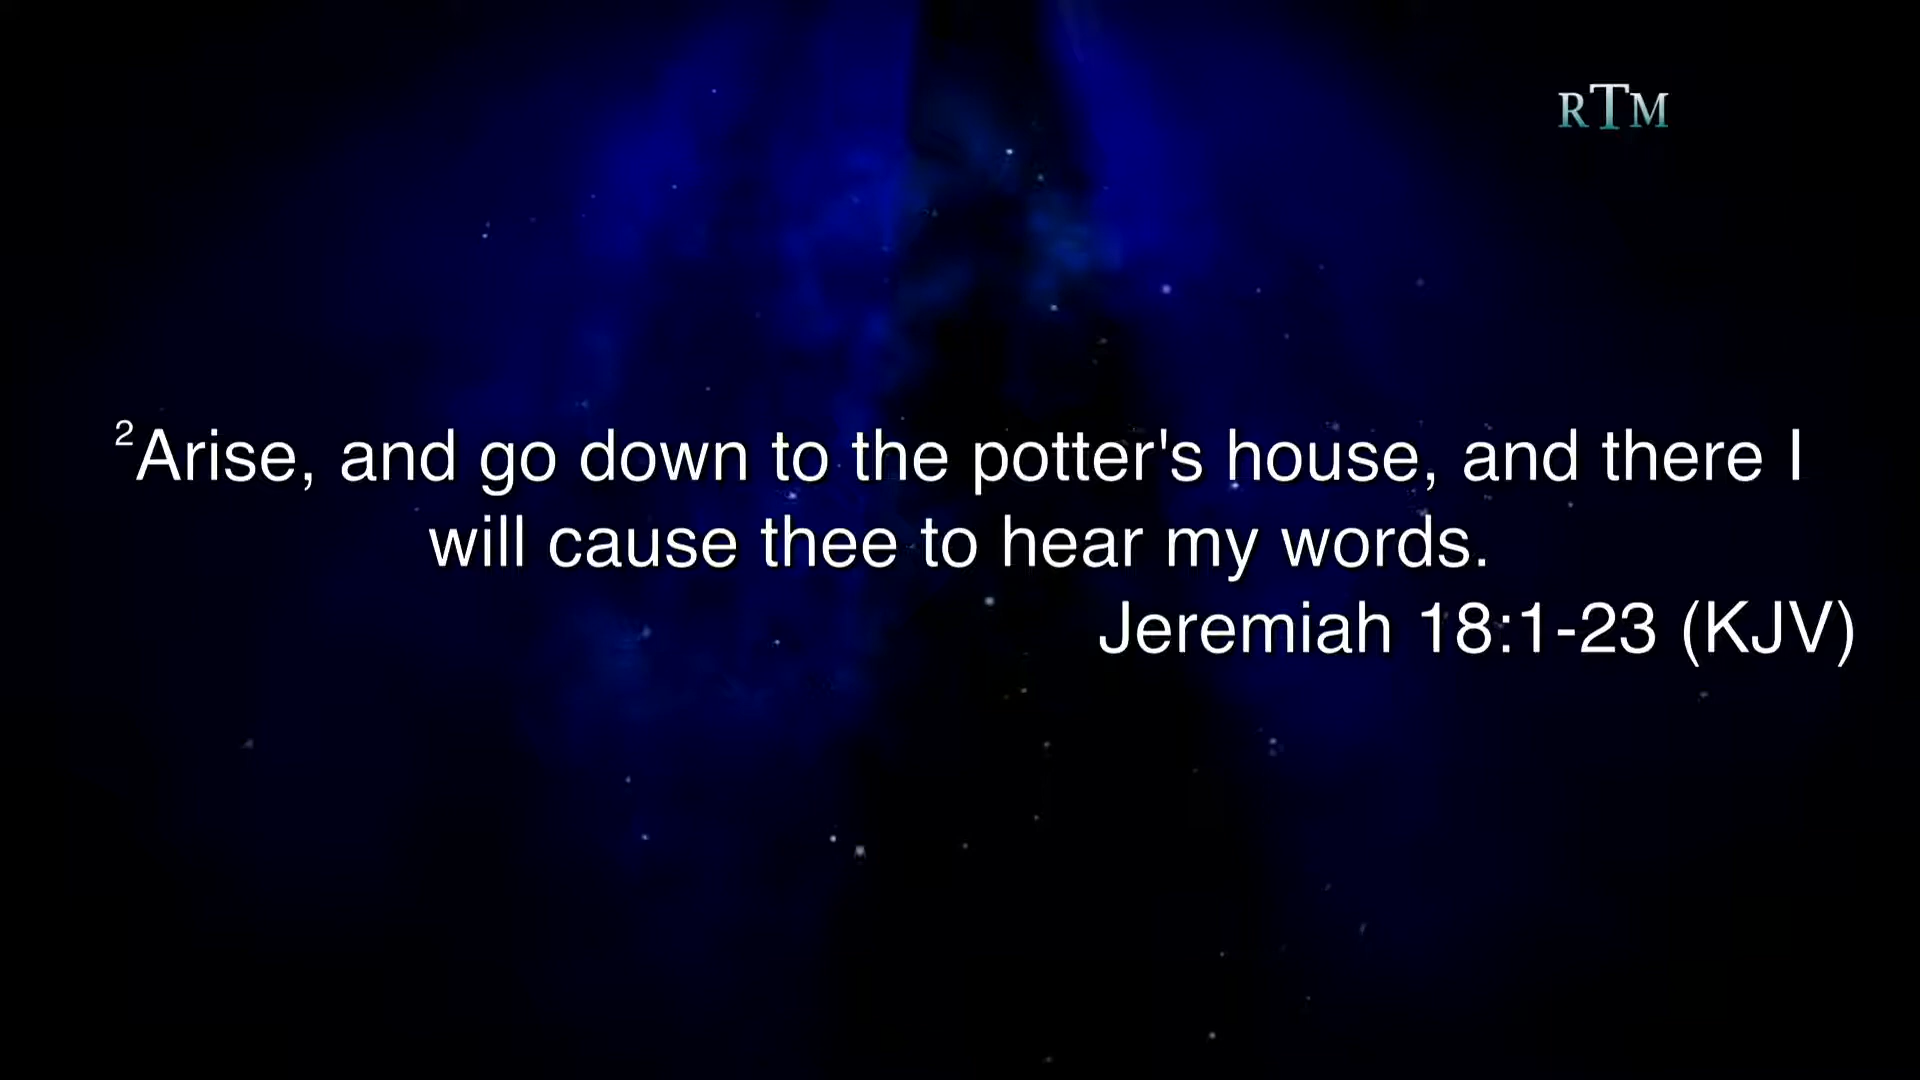 RTM
²Arise, and go down to the potter's house, and there I
will cause thee to hear my words.
Jeremiah 18:1-23 (KJV)